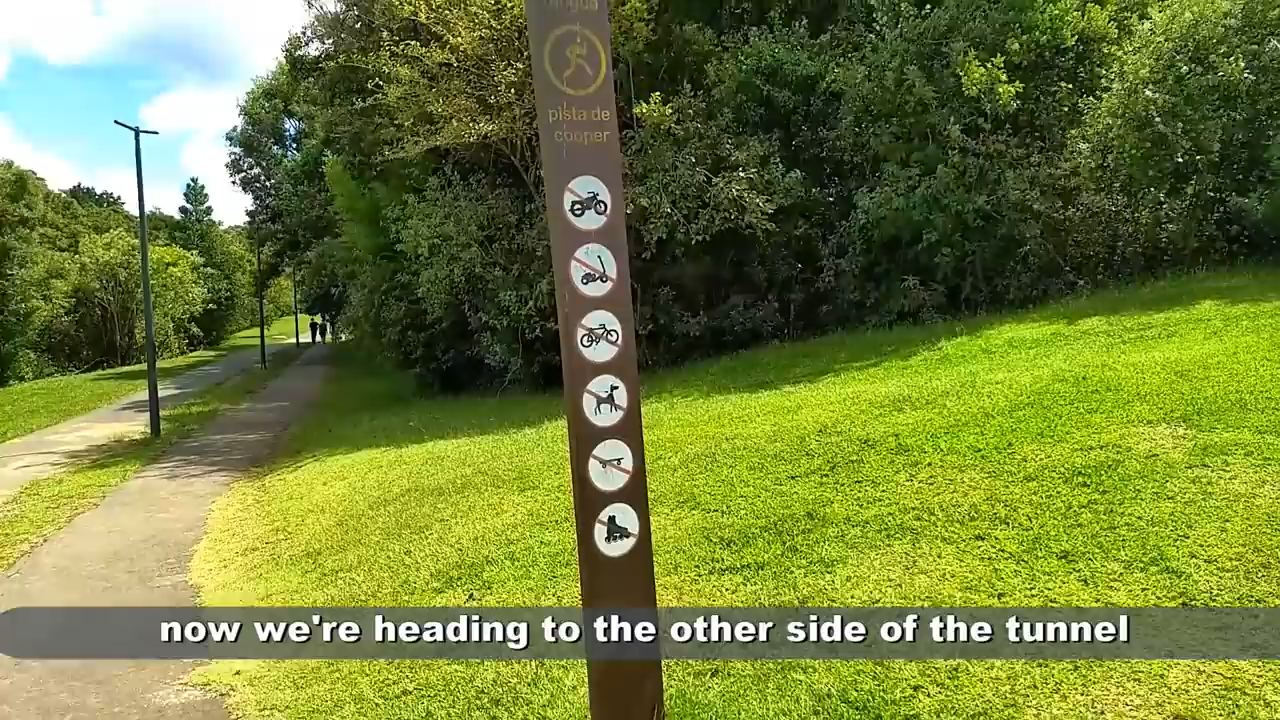 pista de
cooper
now we're heading to the other side of the tunnel